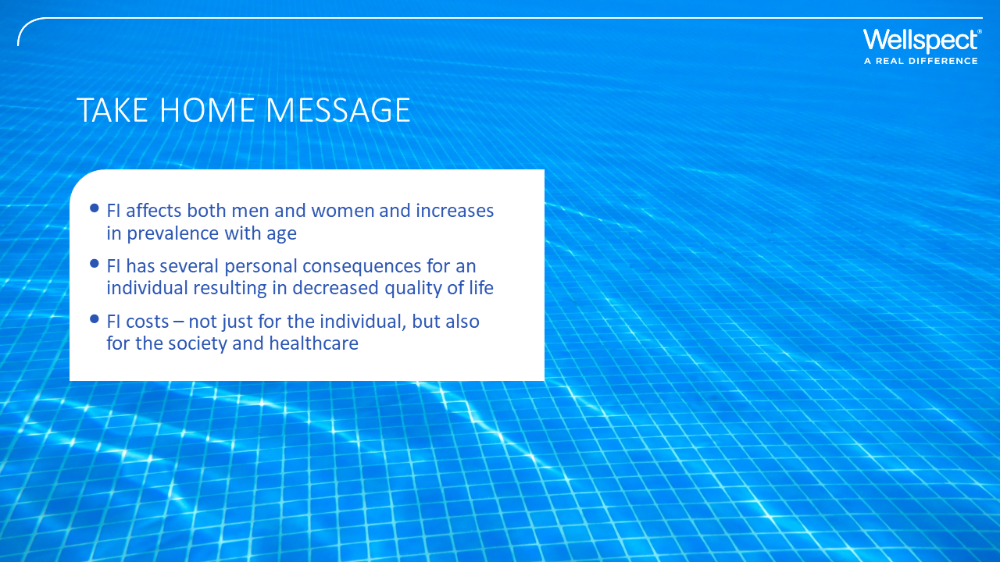 Wellspect®
A REAL DIFFERENCE
TAKE HOME MESSAGE
• FI affects both men and women and increases
in prevalence with age
• FI has several personal consequences for an
individual resulting in decreased quality of life
• FI costs – not just for the individual, but also
for the society and healthcare